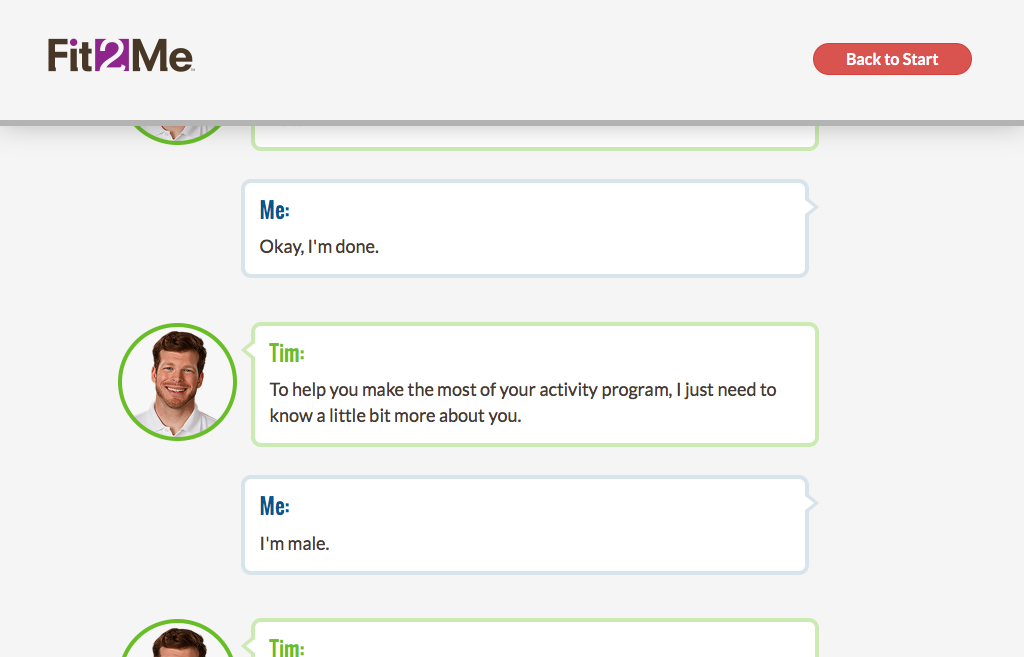 Fit2Me
Back to Start
Me:
Okay, I'm done.
Tim:
To help you make the most of your activity program, I just need to
know a little bit more about you.
Me:
I'm male.
Tim: